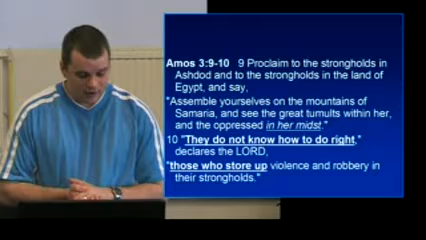 Amos 3:9-10 9 Proclaim to the strongholds in
Ashdod and to the strongholds in the land of
Egypt, and say,
"Assemble yourselves on the mountains of
Samaria, and see the great tumults within her,
and the oppressed in her midst."
10 "They do not know how to do right,"
declares the LORD,
"those who store up violence and robbery in
their strongholds."